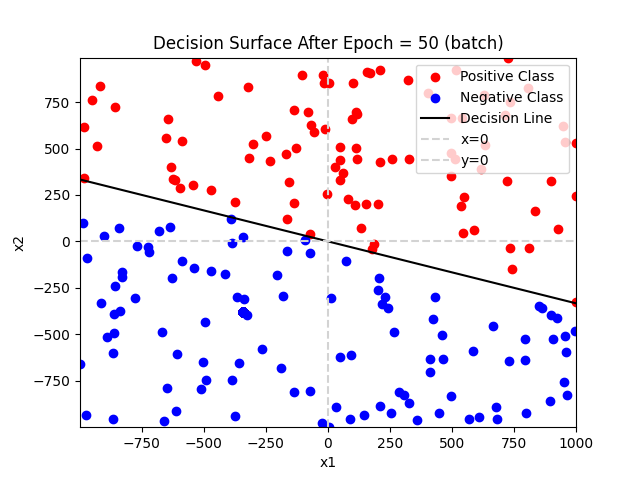 Decision Surface After Epoch = 50 (batch)
Positive Class
Negative Class
Decision Line
x=0
y=0
x2
750
500
250
0
−250
−500
−750
−750
−500
−250
0
250
500
750
1000
x1